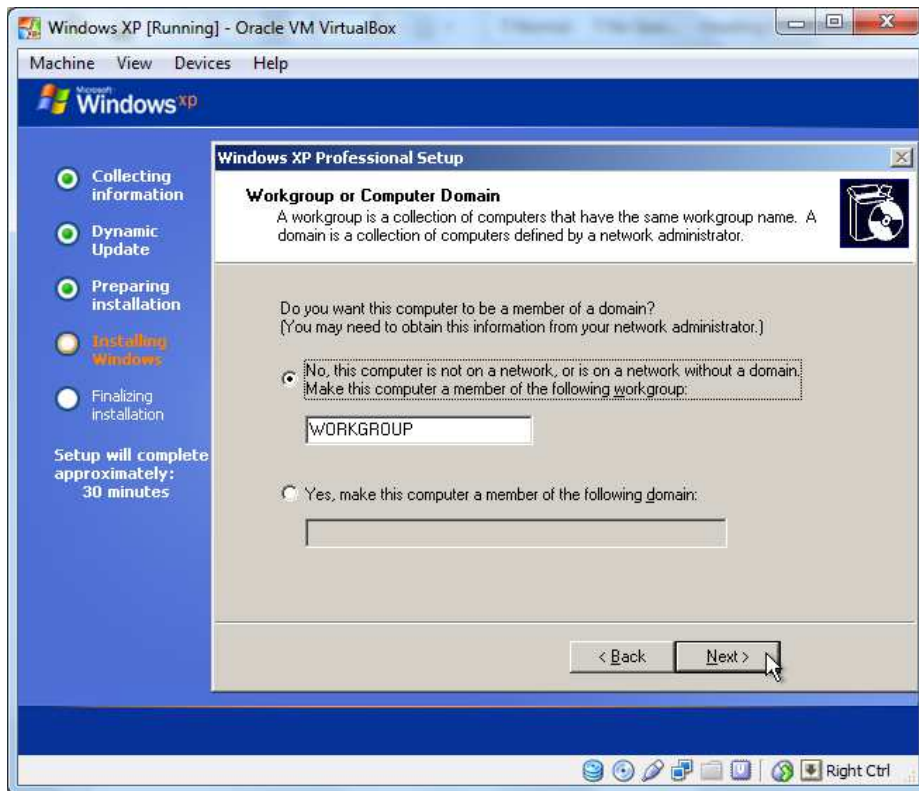 Windows XP [Running] - Oracle VM VirtualBox
Machine View Devices Help
Microsoft
Windows xp
Collecting
information
Dynamic
Update
Preparing
installation
Installing
Windows
Finalizing
installation
Setup will complete
approximately:
30 minutes
Windows XP Professional Setup
Workgroup or Computer Domain
A workgroup is a collection of computers that have the same workgroup name. A
domain is a collection of computers defined by a network administrator.
Do you want this computer to be a member of a domain?
(You may need to obtain this information from your network administrator.)
No, this computer is not on a network, or is on a network without a domain.
Make this computer a member of the following workgroup:
WORKGROUP
Yes, make this computer a member of the following domain:
< Back Next >
Right Ctrl